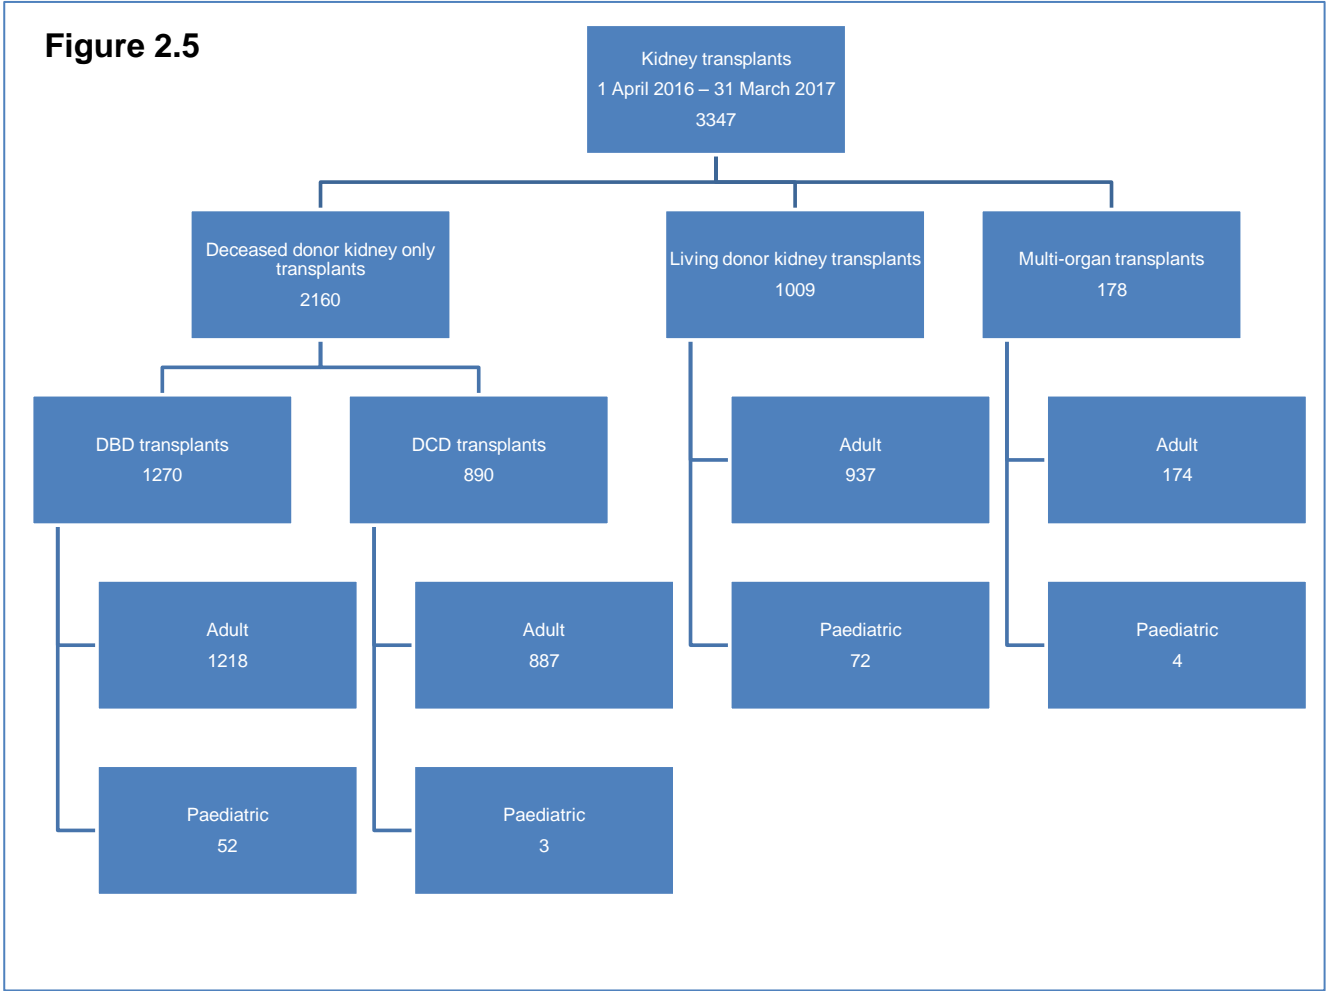 Figure 2.5
Kidney transplants
1 April 2016 – 31 March 2017
3347
Deceased donor kidney only
transplants
2160
Living donor kidney transplants
1009
Multi-organ transplants
178
DBD transplants
1270
DCD transplants
890
Adult
937
Adult
174
Adult
1218
Adult
887
Paediatric
72
Paediatric
4
Paediatric
52
Paediatric
3